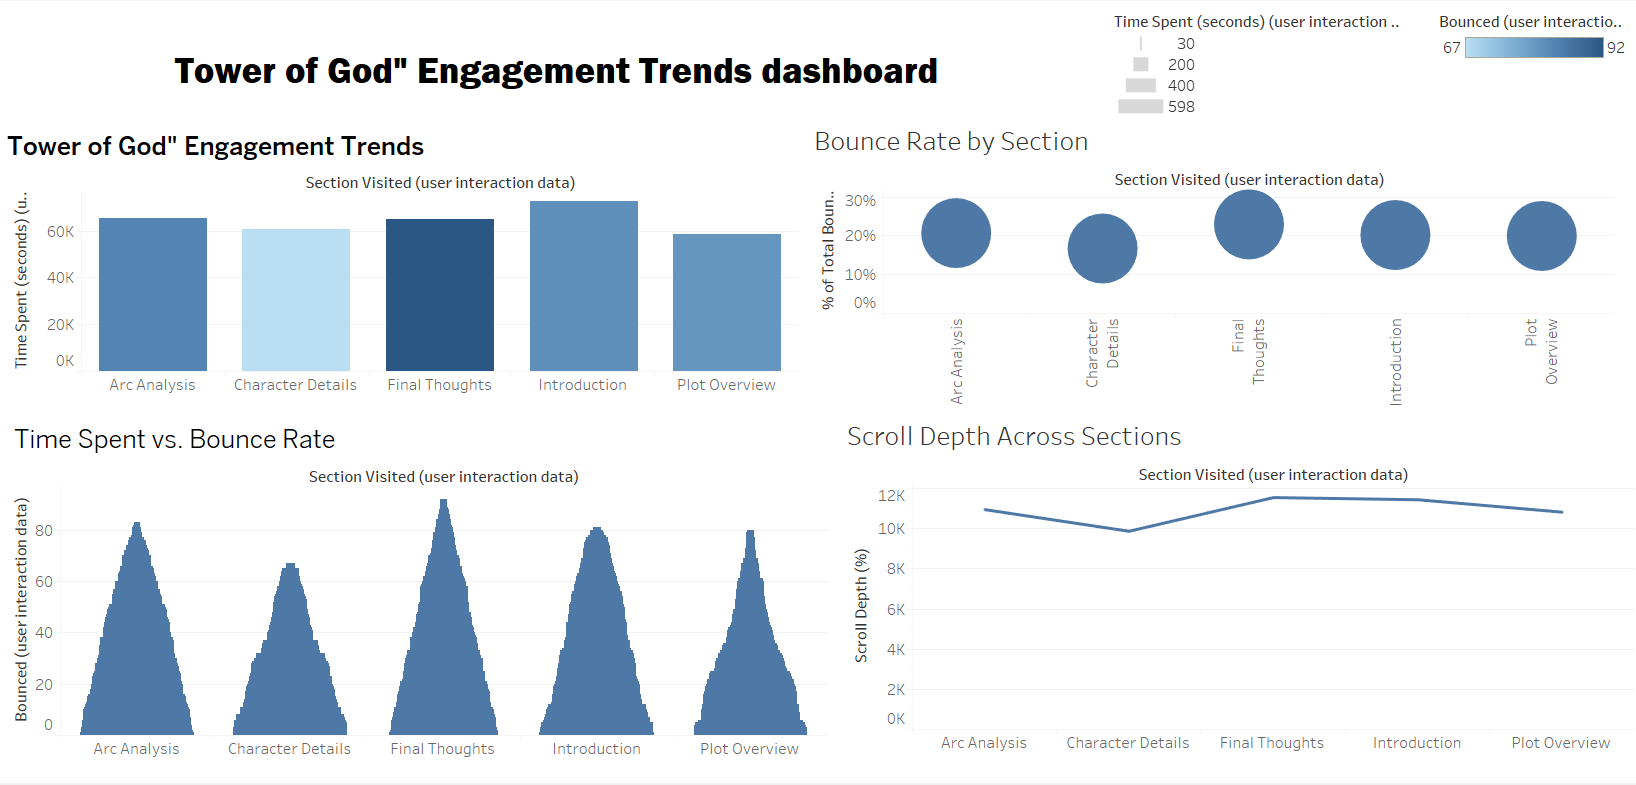 Time Spent (seconds) (user interaction ..
30
200
400
598
Bounced (user interactio..
67
92
Tower of God" Engagement Trends dashboard
Tower of God" Engagement Trends
Section Visited (user interaction data)
Time Spent (seconds) (u..
60K
40K
20K
0K
Arc Analysis
Character Details
Final Thoughts
Introduction
Plot Overview
Bounce Rate by Section
Section Visited (user interaction data)
% of Total Boun..
30%
20%
10%
0%
Arc Analysis
Character
Details
Final
Thoughts
Introduction
Plot
Overview
Time Spent vs. Bounce Rate
Section Visited (user interaction data)
Bounced (user interaction data)
80
60
40
20
0
Arc Analysis
Character Details
Final Thoughts
Introduction
Plot Overview
Scroll Depth Across Sections
Section Visited (user interaction data)
Scroll Depth (%)
12K
10K
8K
6K
4K
2K
0K
Arc Analysis
Character Details
Final Thoughts
Introduction
Plot Overview